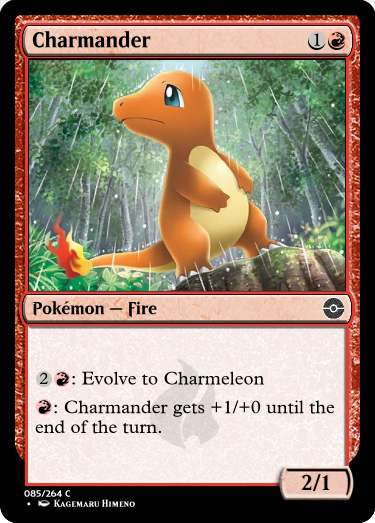 Charmander 1
Pokémon — Fire
2 : Evolve to Charmeleon
: Charmander gets +1/+0 until the
end of the turn.
2/1
085/264 C
• Kagemaru Himeno